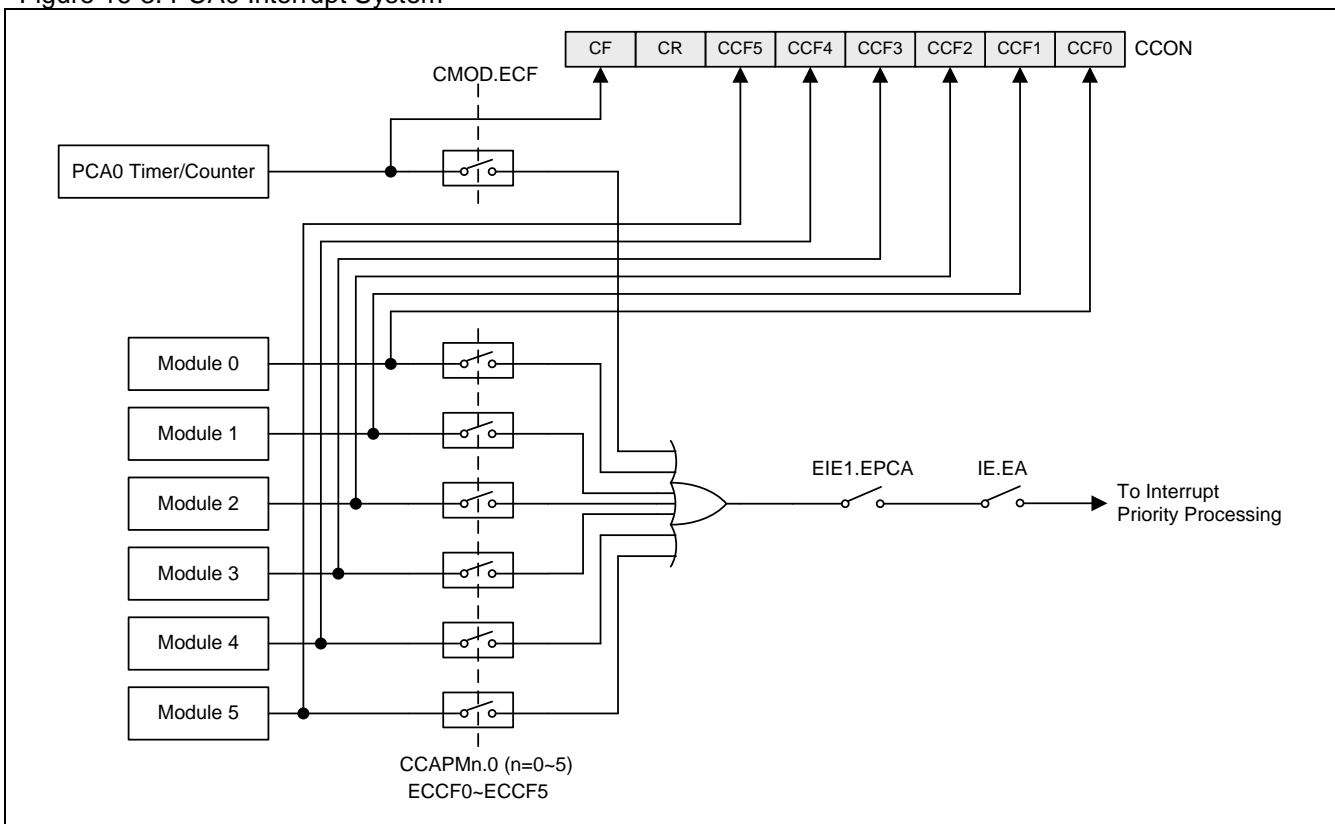 Figure PCA0 Interrupt System
CF CR CCF5 CCF4 CCF3 CCF2 CCF1 CCF0 CCON
CMOD.ECF
PCA0 Timer/Counter
Module 0
Module 1
Module 2
Module 3
Module 4
Module 5
EIE1.EPCA
IE.EA
To Interrupt
Priority Processing
CCAPMn.0 (n=0~5)
ECCF0~ECCF5